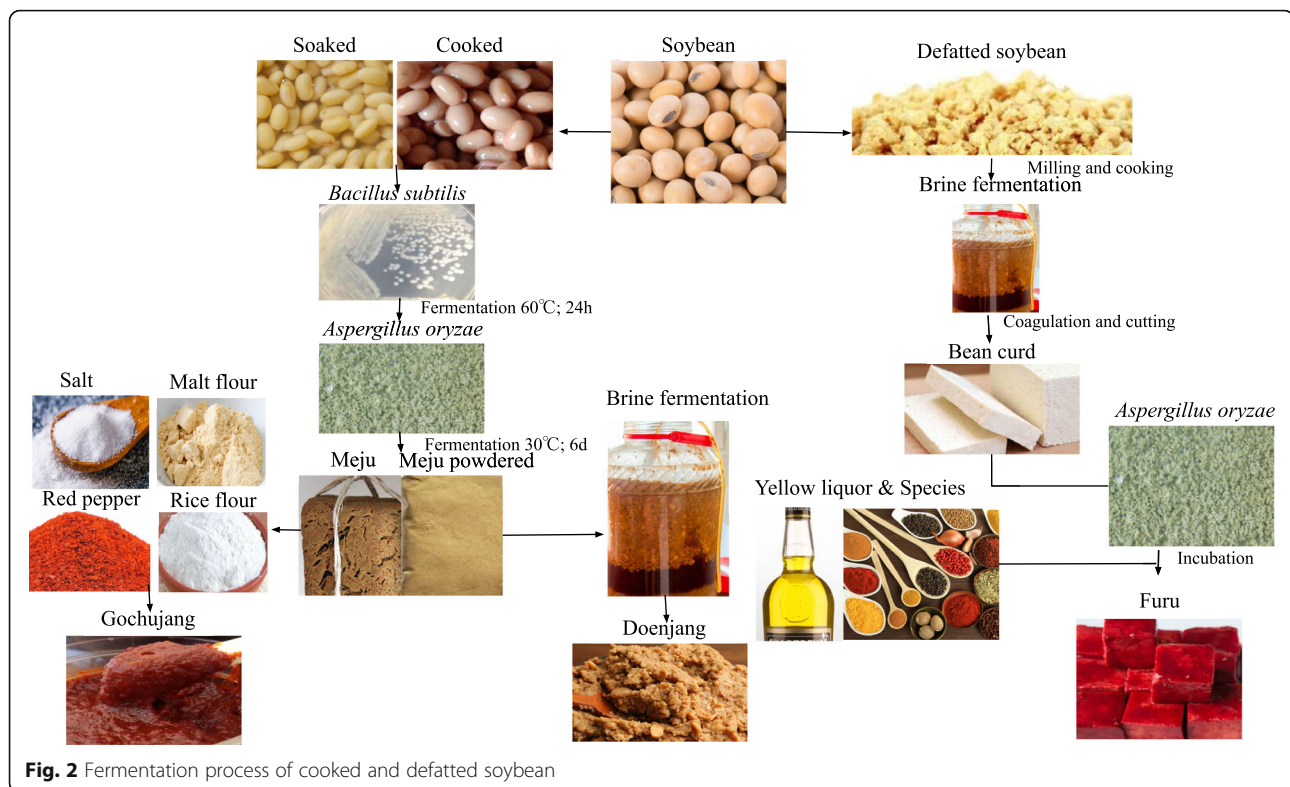 Soaked
Cooked
Soybean
Defatted soybean
Milling and cooking
Bacillus subtilis
Brine fermentation
Fermentation 60℃; 24h
Coagulation and cutting
Aspergillus oryzae
Bean curd
Salt
Malt flour
Brine fermentation
Aspergillus oryzae
Fermentation 30℃; 6d
Meju
Meju powdered
Red pepper
Rice flour
Yellow liquor & Species
Incubation
Gochujang
Doenjang
Furu
Fig. 2 Fermentation process of cooked and defatted soybean